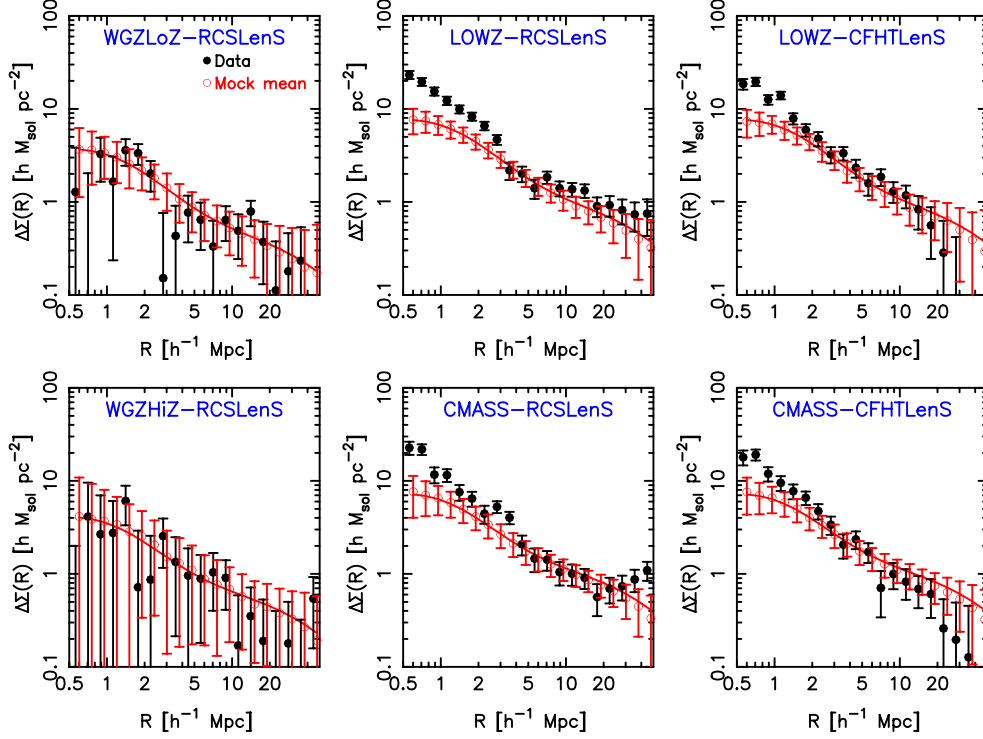 WGZLoZ−RCSLenS
Data
Mock mean
ΔΣ(R) [h M_sol pc^−2]
100
10
1
0.1
0.5 1 2 5 10 20
R [h^−1 Mpc]
LOWZ−RCSLenS
ΔΣ(R) [h M_sol pc^−2]
100
10
1
0.1
0.5 1 2 5 10 20
R [h^−1 Mpc]
LOWZ−CFHTLenS
ΔΣ(R) [h M_sol pc^−2]
100
10
1
0.1
0.5 1 2 5 10 20
R [h^−1 Mpc]
WGZHiZ−RCSLenS
ΔΣ(R) [h M_sol pc^−2]
100
10
1
0.1
0.5 1 2 5 10 20
R [h^−1 Mpc]
CMASS−RCSLenS
ΔΣ(R) [h M_sol pc^−2]
100
10
1
0.1
0.5 1 2 5 10 20
R [h^−1 Mpc]
CMASS−CFHTLenS
ΔΣ(R) [h M_sol pc^−2]
100
10
1
0.1
0.5 1 2 5 10 20
R [h^−1 Mpc]